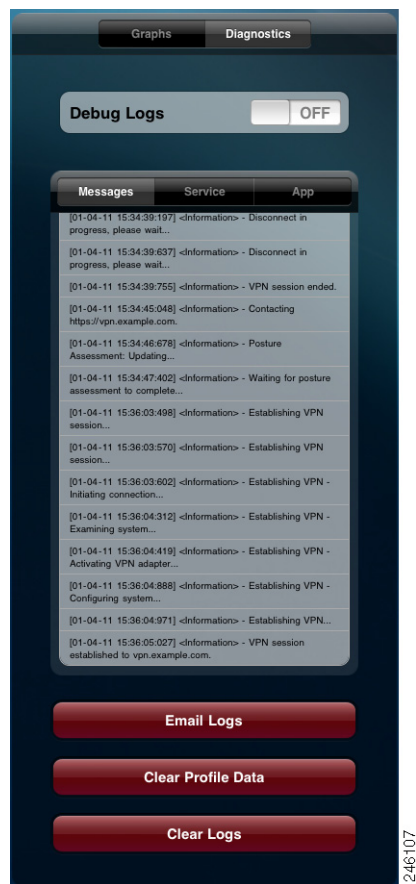 Graphs Diagnostics
Debug Logs OFF
Messages Service App
[01-04-11 15:34:39:197] <Information> - Disconnect in
progress, please wait...
[01-04-11 15:34:39:637] <Information> - Disconnect in
progress, please wait...
[01-04-11 15:34:39:755] <Information> - VPN session ended.
[01-04-11 15:34:45:048] <Information> - Contacting
https://vpn.example.com.
[01-04-11 15:34:46:678] <Information> - Posture
Assessment: Updating...
[01-04-11 15:34:47:402] <Information> - Waiting for posture
assessment to complete...
[01-04-11 15:36:03:498] <Information> - Establishing VPN
session...
[01-04-11 15:36:03:570] <Information> - Establishing VPN
session...
[01-04-11 15:36:03:602] <Information> - Establishing VPN -
Initiating connection...
[01-04-11 15:36:04:312] <Information> - Establishing VPN -
Examining system...
[01-04-11 15:36:04:419] <Information> - Establishing VPN -
Activating VPN adapter...
[01-04-11 15:36:04:888] <Information> - Establishing VPN -
Configuring system...
[01-04-11 15:36:04:971] <Information> - Establishing VPN...
[01-04-11 15:36:05:027] <Information> - VPN session
established to vpn.example.com.
Email Logs
Clear Profile Data
Clear Logs
246107